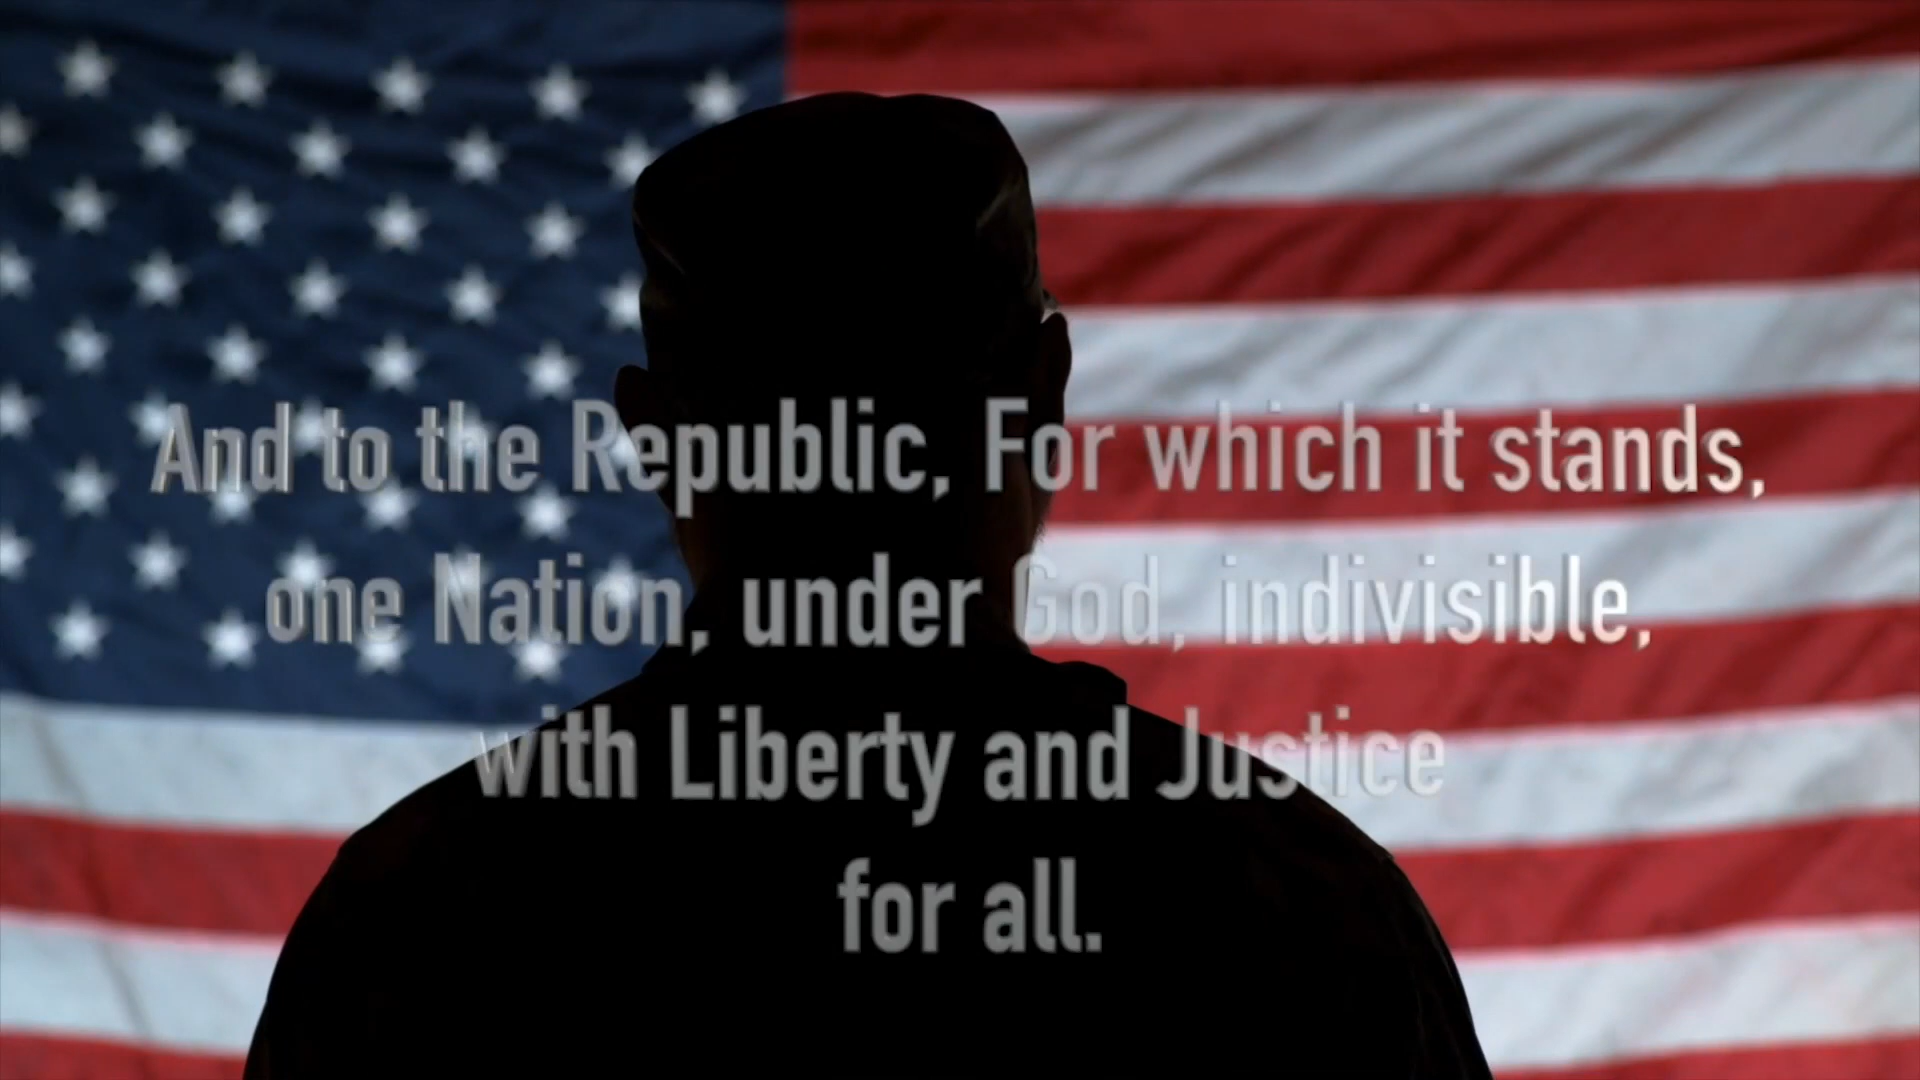 And to the Republic, For which it stands,
one Nation, under God, indivisible,
with Liberty and Justice
for all.